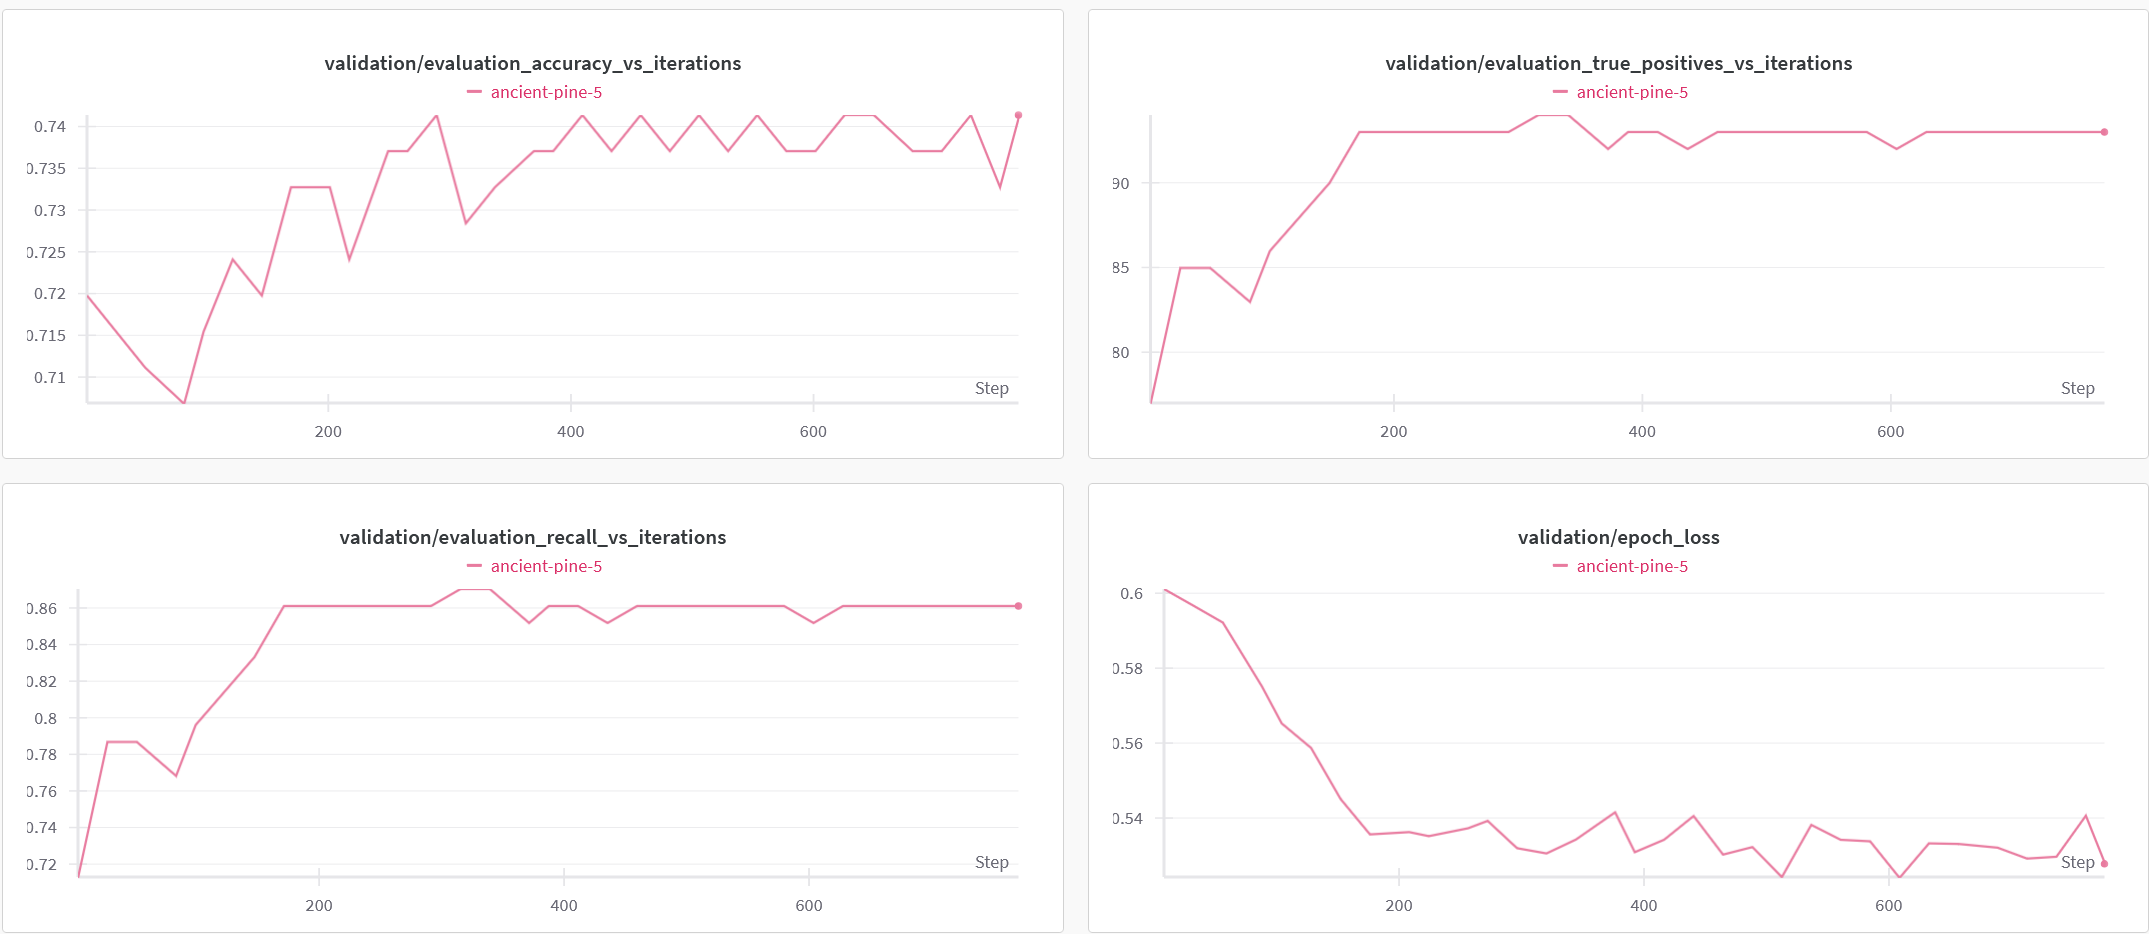 validation/evaluation_accuracy_vs_iterations
ancient-pine-5
0.74
0.735
0.73
0.725
0.72
0.715
0.71
Step
200 400 600
validation/evaluation_true_positives_vs_iterations
ancient-pine-5
90
85
80
Step
200 400 600
validation/evaluation_recall_vs_iterations
ancient-pine-5
0.86
0.84
0.82
0.8
0.78
0.76
0.74
0.72
Step
200 400 600
validation/epoch_loss
ancient-pine-5
0.6
0.58
0.56
0.54
Step
200 400 600